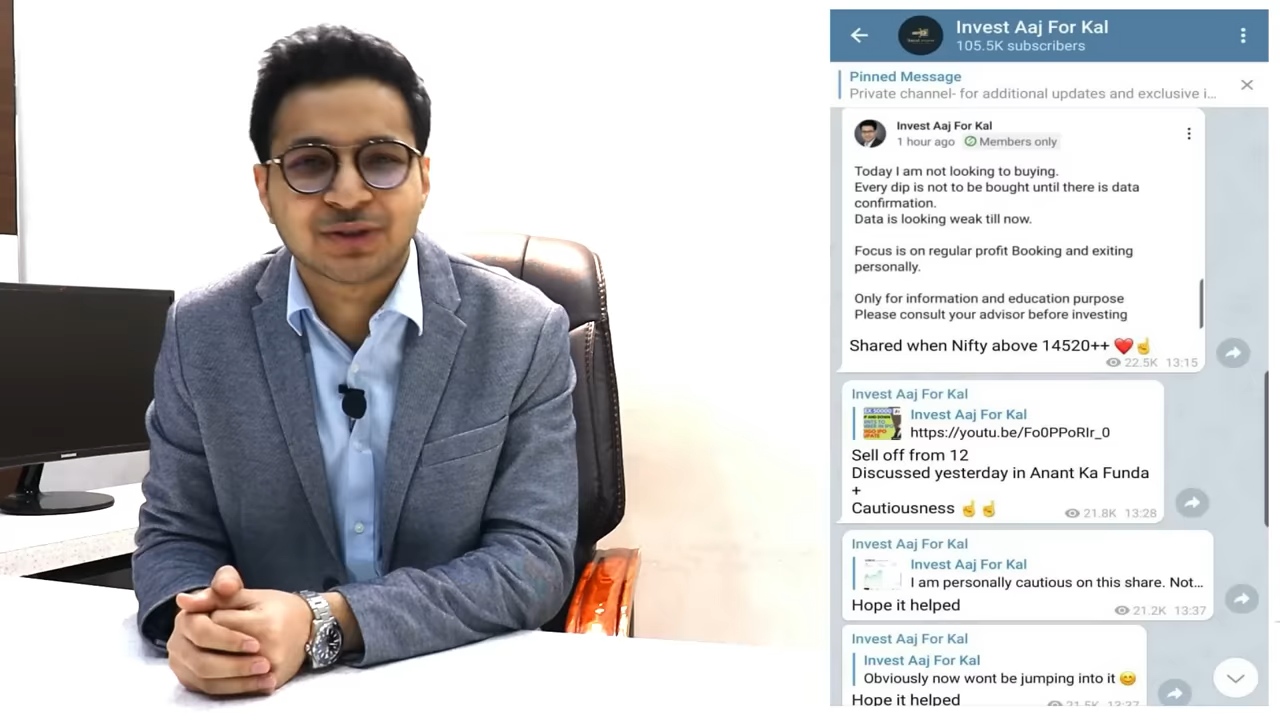 Invest Aaj For Kal
105.5K subscribers
Pinned Message
Private channel- for additional updates and exclusive i...
Invest Aaj For Kal
1 hour ago Members only
Today I am not looking to buying.
Every dip is not to be bought until there is data
confirmation.
Data is looking weak till now.
Focus is on regular profit Booking and exiting
personally.
Only for information and education purpose
Please consult your advisor before investing
Shared when Nifty above 14520++ ❤️☝️
22.5K 13:15
Invest Aaj For Kal
Invest Aaj For Kal
https://youtu.be/Fo0PPoRIr_0
Sell off from 12
Discussed yesterday in Anant Ka Funda
+
Cautiousness ☝️☝️
21.8K 13:28
Invest Aaj For Kal
Invest Aaj For Kal
I am personally cautious on this share. Not...
Hope it helped
21.2K 13:37
Invest Aaj For Kal
Invest Aaj For Kal
Obviously now wont be jumping into it 😊
Hope it helped
21.5K 13:37